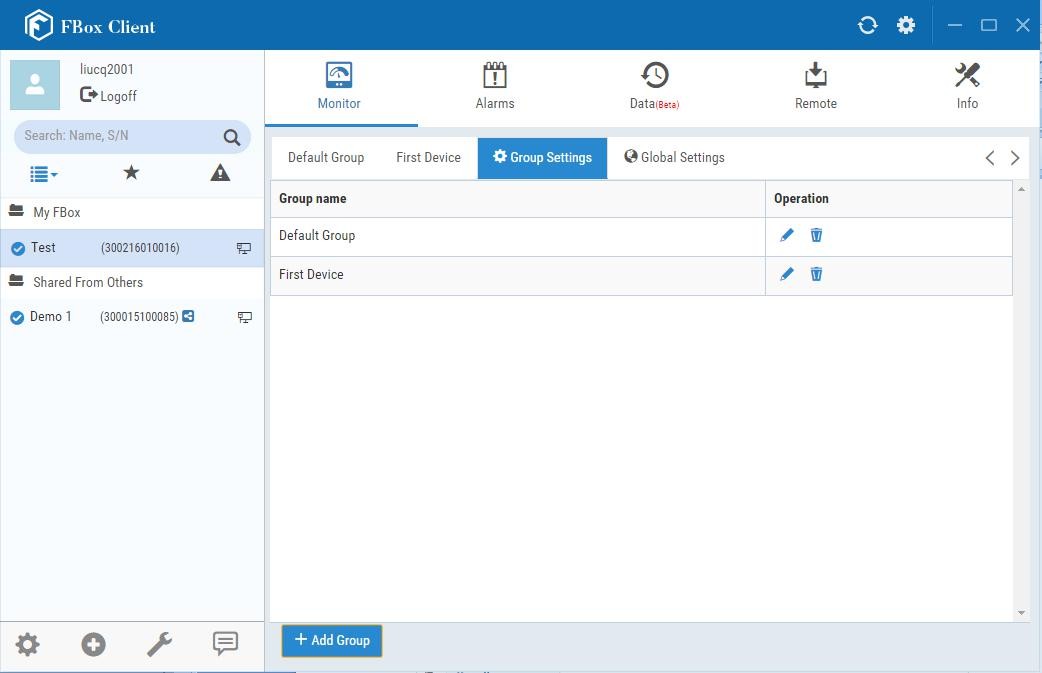 FBox Client
liucq2001
Logoff
Search: Name, S/N
My FBox
Test (300216010016)
Shared From Others
Demo 1 (300015100085)
Monitor
Alarms
Data(Beta)
Remote
Info
Default Group
First Device
Group Settings
Global Settings
Group name
Operation
Default Group
First Device
+ Add Group